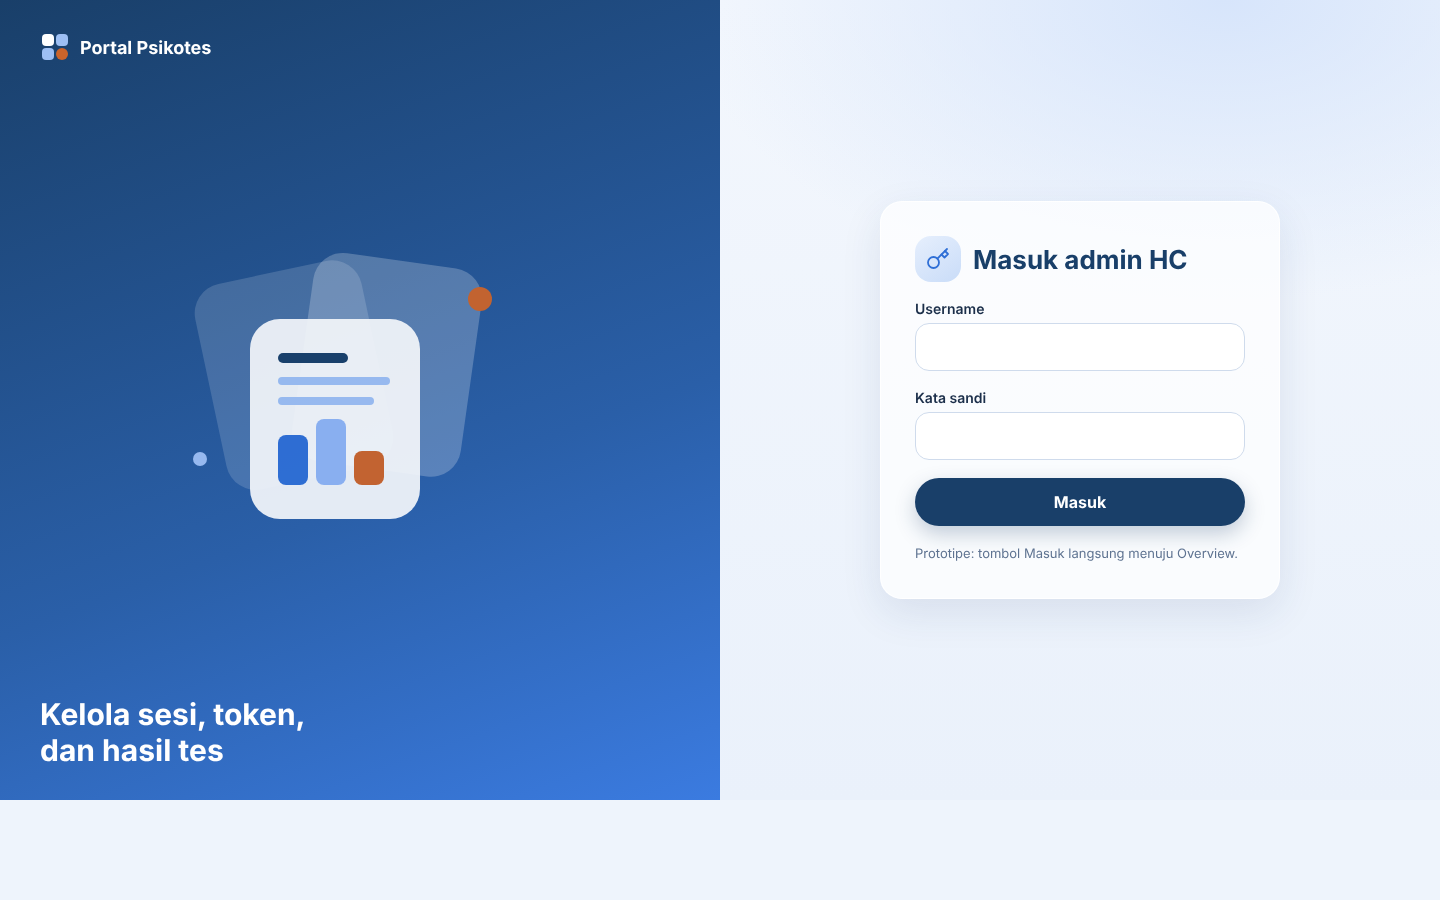 Portal Psikotes
Kelola sesi, token,
dan hasil tes
Masuk admin HC
Username
Kata sandi
Masuk
Prototipe: tombol Masuk langsung menuju Overview.